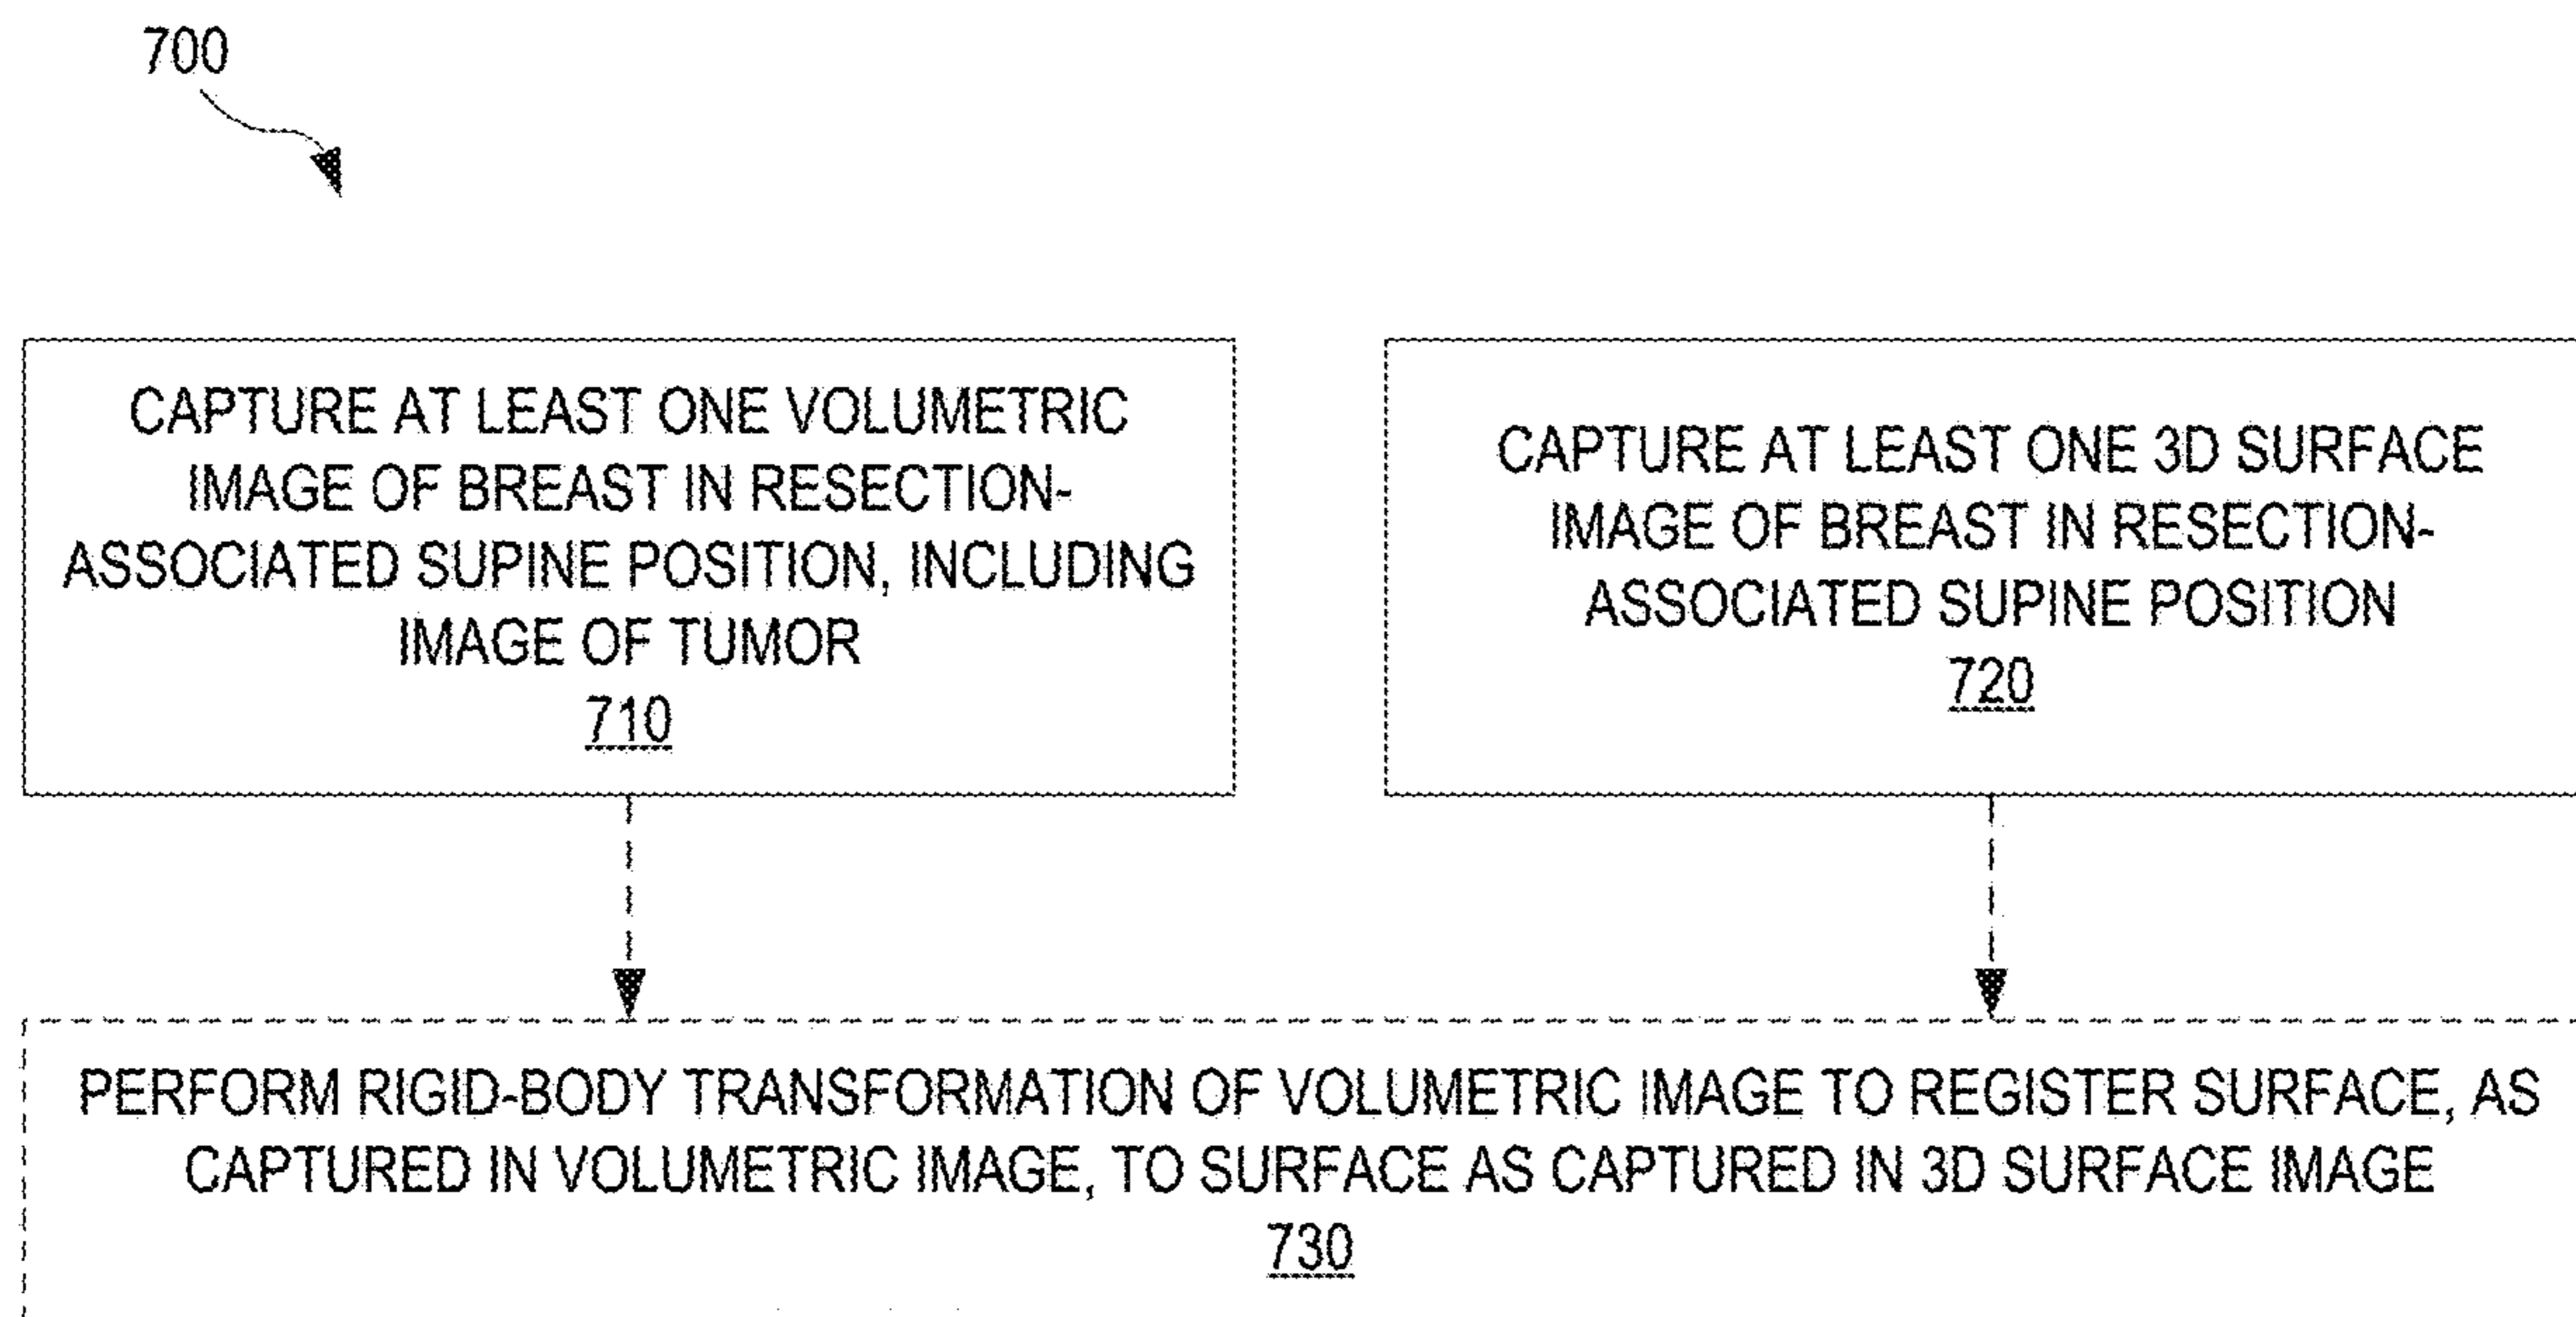 700
CAPTURE AT LEAST ONE VOLUMETRIC
IMAGE OF BREAST IN RESECTION-
ASSOCIATED SUPINE POSITION, INCLUDING
IMAGE OF TUMOR
710
CAPTURE AT LEAST ONE 3D SURFACE
IMAGE OF BREAST IN RESECTION-
ASSOCIATED SUPINE POSITION
720
PERFORM RIGID-BODY TRANSFORMATION OF VOLUMETRIC IMAGE TO REGISTER SURFACE, AS
CAPTURED IN VOLUMETRIC IMAGE, TO SURFACE AS CAPTURED IN 3D SURFACE IMAGE
730